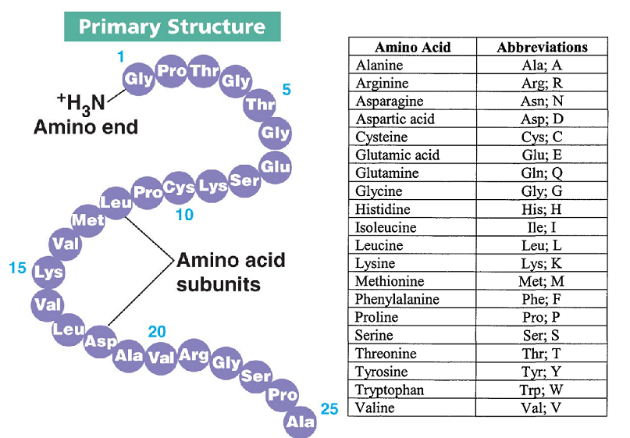 Primary Structure
1
Gly Pro Thr Gly
5
Thr
+H3N
Amino end
Gly
Glu
Ser
Lys
Cys
Pro
Leu
10
Met
Val
15 Lys
Amino acid
subunits
Val
Leu
Asp
20
Ala Val Arg Gly
Ser
Pro
Ala 25
Amino Acid Abbreviations
Alanine Ala; A
Arginine Arg; R
Asparagine Asn; N
Aspartic acid Asp; D
Cysteine Cys; C
Glutamic acid Glu; E
Glutamine Gln; Q
Glycine Gly; G
Histidine His; H
Isoleucine Ile; I
Leucine Leu; L
Lysine Lys; K
Methionine Met; M
Phenylalanine Phe; F
Proline Pro; P
Serine Ser; S
Threonine Thr; T
Tyrosine Tyr; Y
Tryptophan Trp; W
Valine Val; V